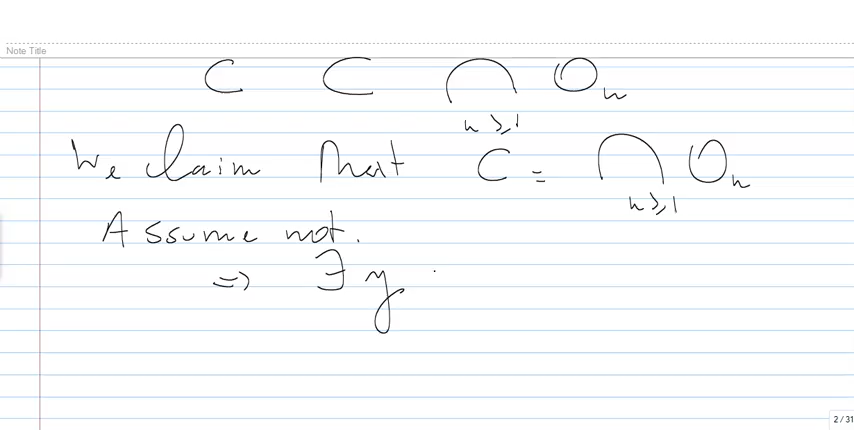 Note Title
C ⊂ ⋂ O_n
n ≥ 1
We claim that C = ⋂ O_n
n ≥ 1
Assume not.
⇒ ∃ y
2 / 31